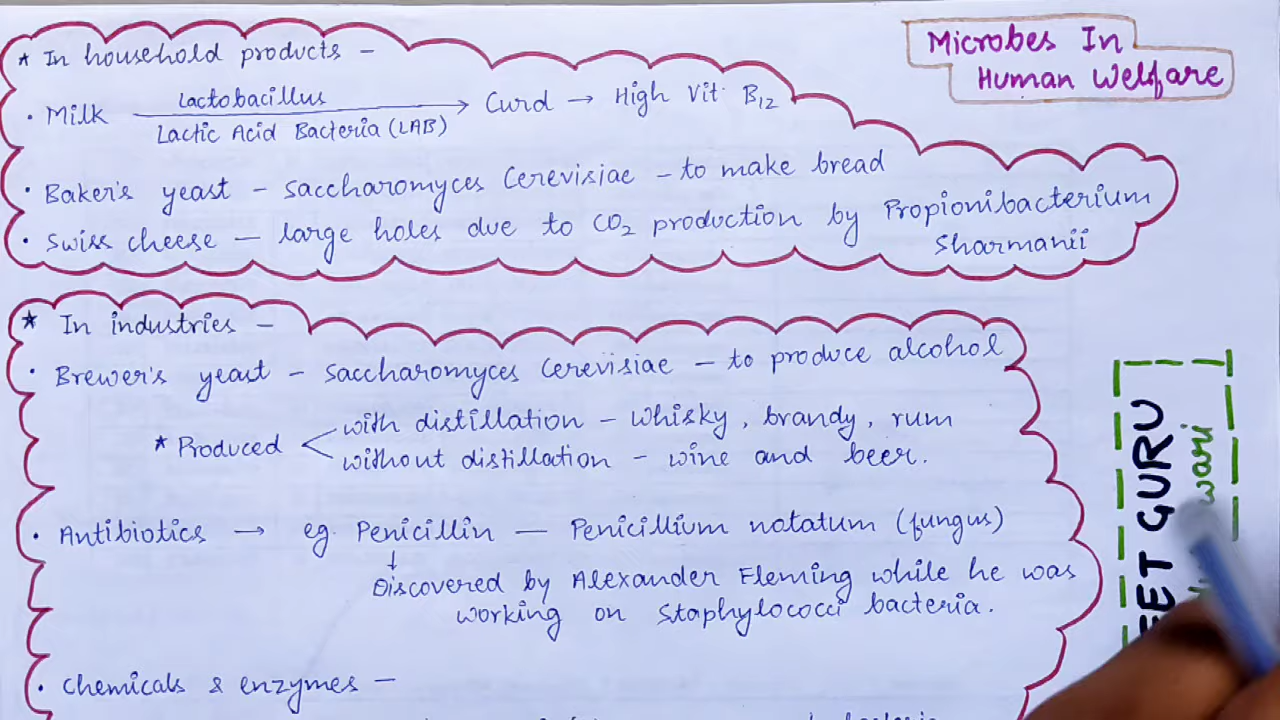 Microbes In
Human Welfare
* In household products –
• Milk Lactobacillus → Curd → High Vit. B12
Lactic Acid Bacteria (LAB)
• Baker's yeast – saccharomyces Cerevisiae – to make bread
• Swiss cheese – large holes due to CO2 production by Propionibacterium
Sharmanii
* In industries –
• Brewer's yeast – saccharomyces Cerevisiae – to produce alcohol
* Produced < with distillation – whisky, brandy, rum
without distillation – wine and beer.
• Antibiotics → eg. Penicillin – Penicillium notatum (fungus)
↓
Discovered by Alexander Fleming while he was
working on Staphylococci bacteria.
• Chemicals & enzymes –
GURU